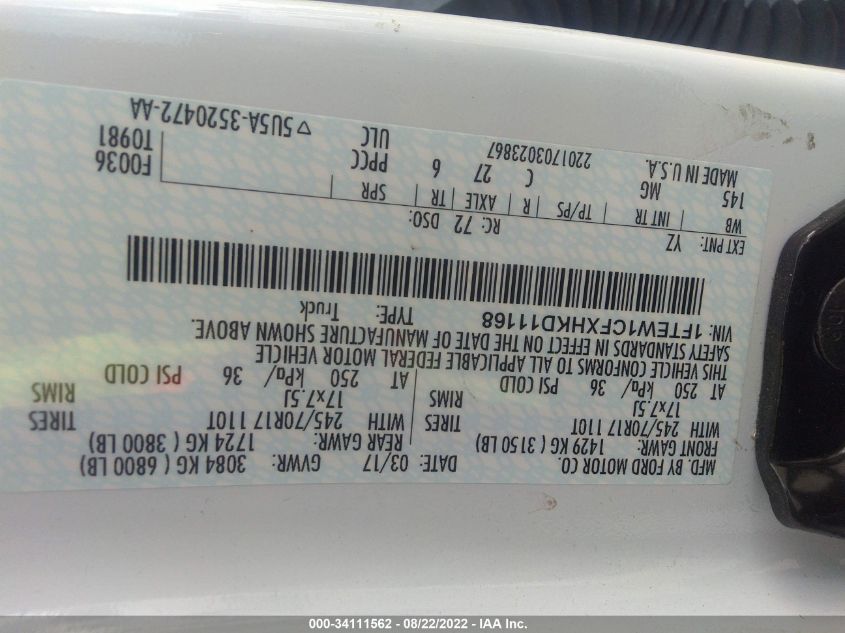 MFD. BY FORD MOTOR CO.
DATE: 03/17 GVWR: 3084 KG ( 6800 LB)
FRONT GAWR: 1429 KG ( 3150 LB) REAR GAWR: 1724 KG ( 3800 LB)
WITH 245/70R17 110T TIRES WITH 245/70R17 110T TIRES
17x7.5J RIMS 17x7.5J RIMS
AT 250 kPa/ 36 PSI COLD AT 250 kPa/ 36 PSI COLD
THIS VEHICLE CONFORMS TO ALL APPLICABLE FEDERAL MOTOR VEHICLE
SAFETY STANDARDS IN EFFECT ON THE DATE OF MANUFACTURE SHOWN ABOVE.
VIN: 1FTEW1CFXHKD11168 TYPE: Truck
EXT PNT: YZ RC: 72 DSO:
WB INT TR TP/PS R AXLE TR SPR
145 MG C 27 6 PPCC F0036
MADE IN U.S.A. 2201703023867 ULC T0981
▽ 5U5A-3520472-AA
000-34111562 - 08/22/2022 - IAA Inc.